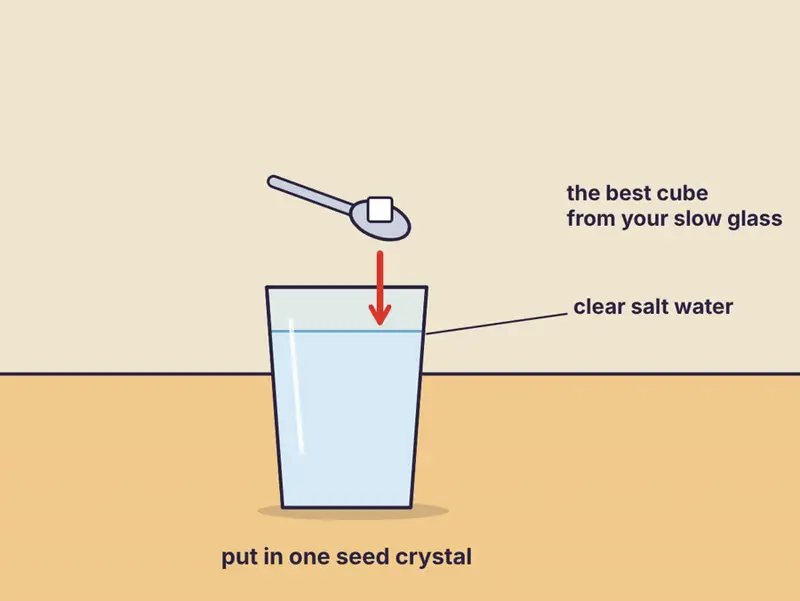 the best cube
from your slow glass
clear salt water
put in one seed crystal